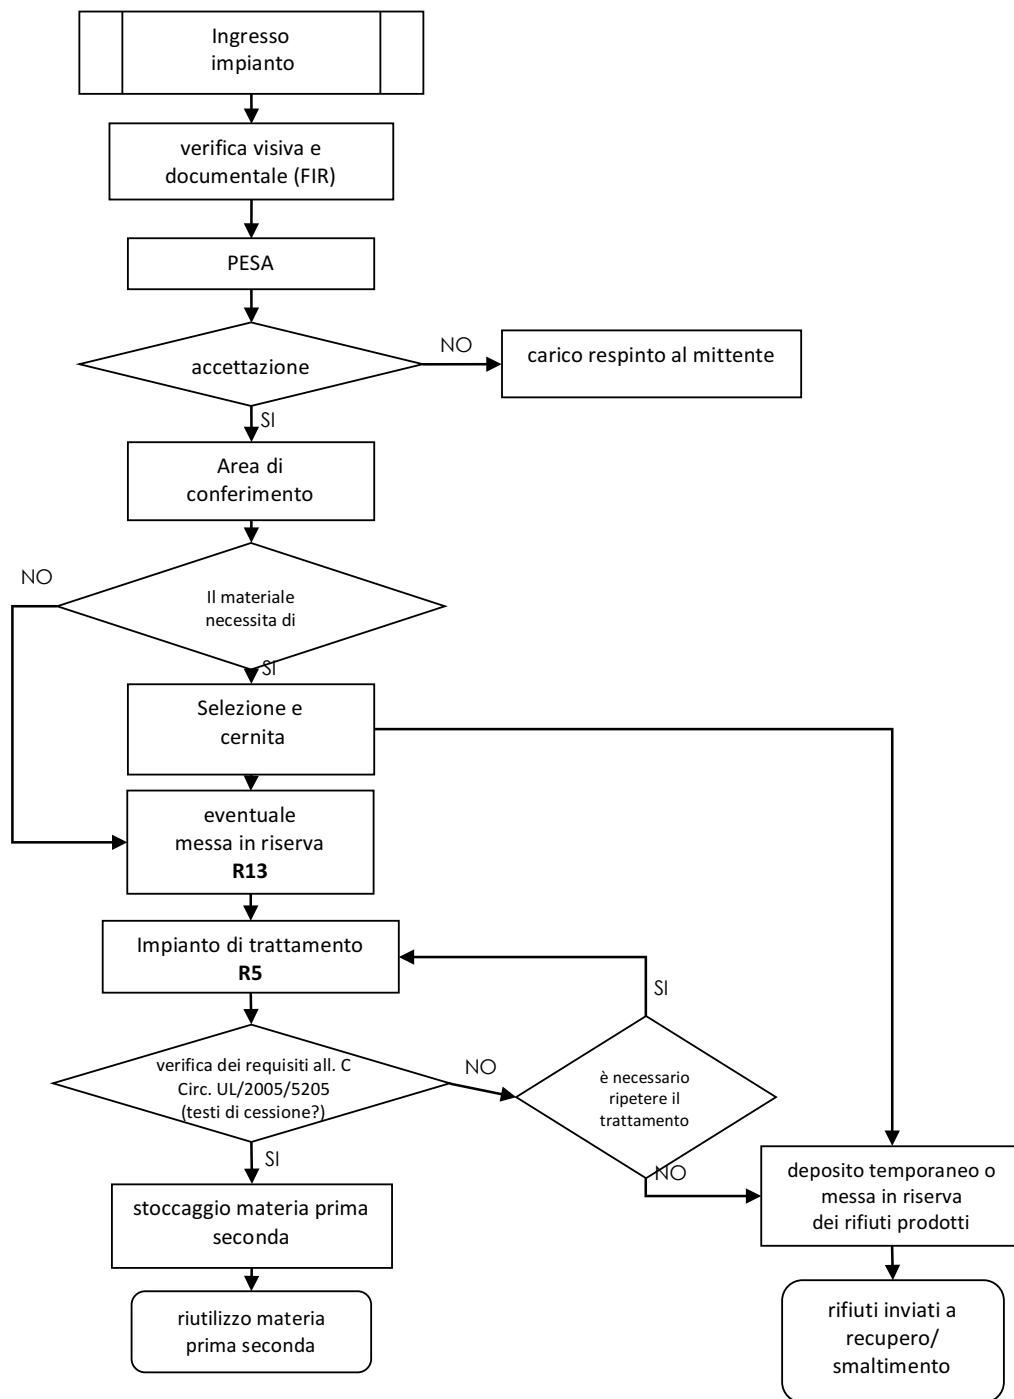 Ingresso
impianto
verifica visiva e
documentale (FIR)
PESA
accettazione
NO
carico respinto al mittente
SI
Area di
conferimento
NO
Il materiale
necessita di
SI
Selezione e
cernita
eventuale
messa in riserva
R13
Impianto di trattamento
R5
SI
verifica dei requisiti all. C
Circ. UL/2005/5205
(testi di cessione?)
NO
è necessario
ripetere il
trattamento
SI
NO
deposito temporaneo o
messa in riserva
dei rifiuti prodotti
stoccaggio materia prima
seconda
riutilizzo materia
prima seconda
rifiuti inviati a
recupero/
smaltimento